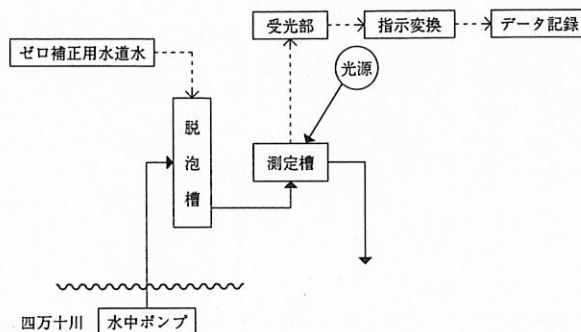 受光部
指示変換
データ記録
ゼロ補正用水道水
光源
脱泡槽
測定槽
四万十川
水中ポンプ